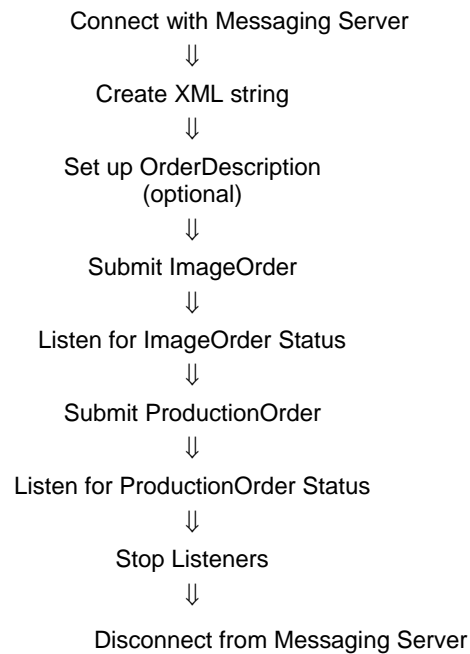 Connect with Messaging Server
⇓
Create XML string
⇓
Set up OrderDescription
(optional)
⇓
Submit ImageOrder
⇓
Listen for ImageOrder Status
⇓
Submit ProductionOrder
⇓
Listen for ProductionOrder Status
⇓
Stop Listeners
⇓
Disconnect from Messaging Server